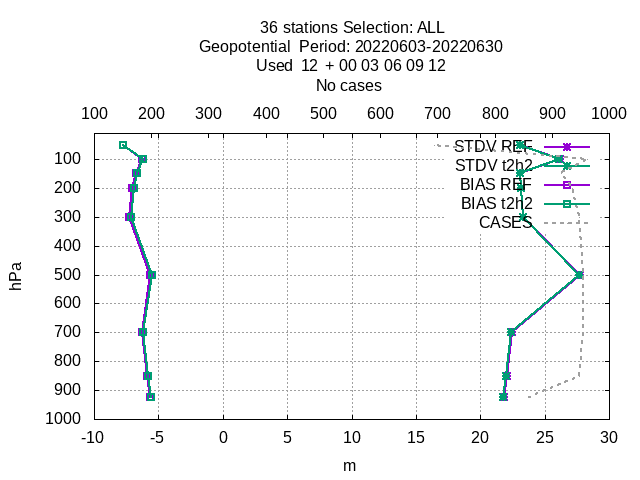 36 stations Selection: ALL
Geopotential Period: 20220603-20220630
Used 12 + 00 03 06 09 12
No cases
100 200 300 400 500 600 700 800 900 1000
STDV REF
STDV t2h2
BIAS REF
BIAS t2h2
CASES
100
200
300
400
500
600
700
800
900
1000
hPa
-10 -5 0 5 10 15 20 25 30
m